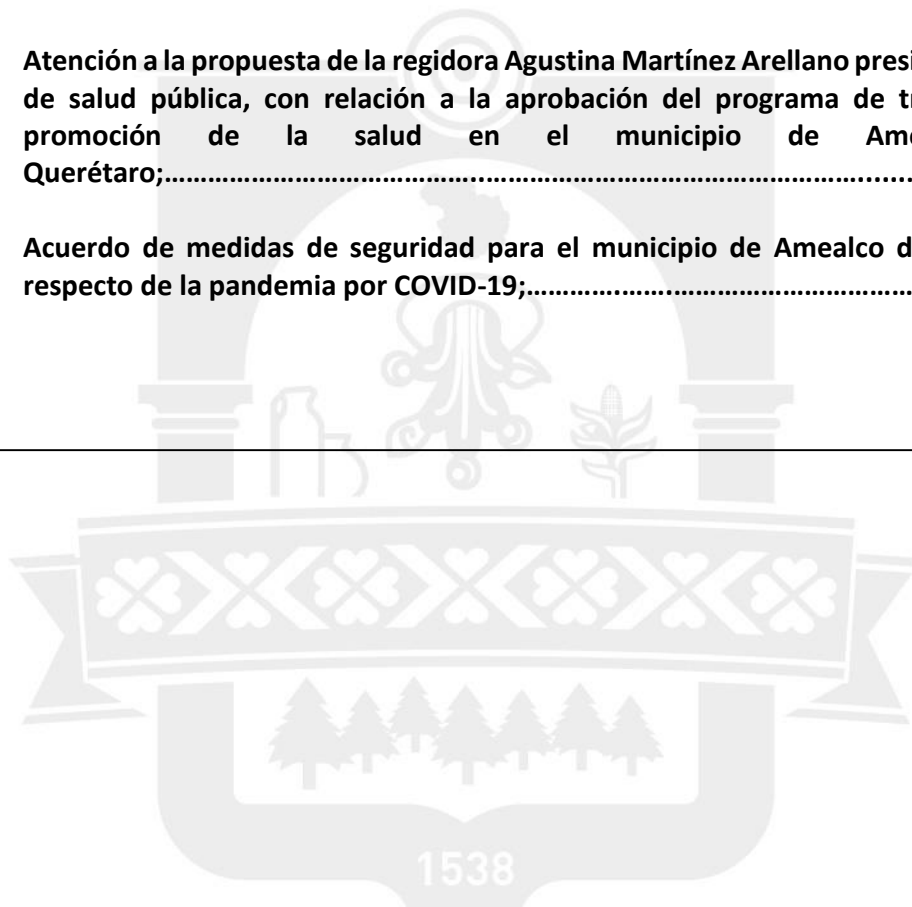 Atención a la propuesta de la regidora Agustina Martínez Arellano presi
de salud pública, con relación a la aprobación del programa de tr
promoción de la salud en el municipio de Ame
Querétaro;……………………………………..……………………………………………….......
Acuerdo de medidas de seguridad para el municipio de Amealco d
respecto de la pandemia por COVID-19;………….…….……………………………
1538